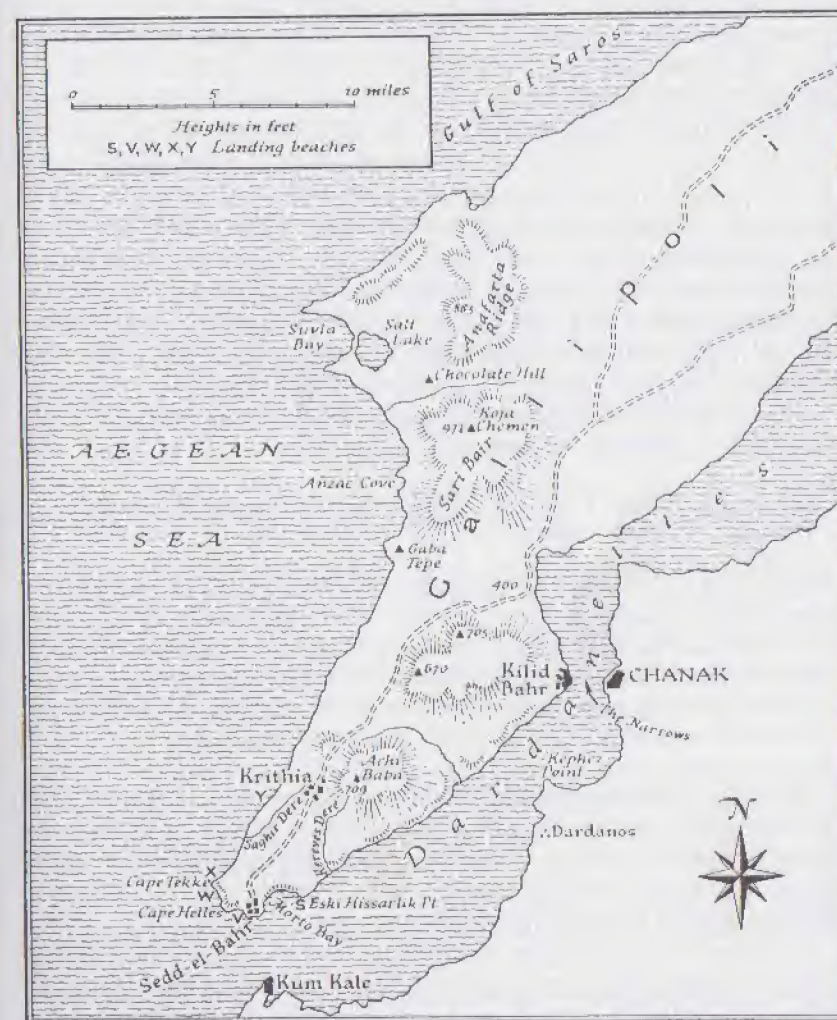 0 5 10 miles
Heights in feet
S, V, W, X, Y Landing beaches
Gulf of Saros
Gallipoli
Suvla
Bay
Salt
Lake
865
Anafarta
Ridge
Chocolate Hill
971
Koja
Chemen
Sari Bair
AEGEAN
SEA
Anzac Cove
Gaba
Tepe
400
705
670
Kilid
Bahr
CHANAK
The Narrows
Dardanelles
Kephez
Point
Dardanos
Achi
Baba
709
Krithia
Y
Saghir Dere
Kereves Dere
X
Cape Tekke
W
Cape Helles
V
S
Eski Hissarlik Pt
Morto Bay
Sedd-el-Bahr
Kum Kale
N